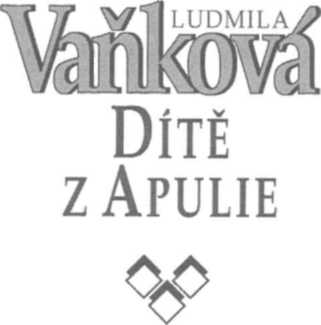 LUDMILA
Vaňková
DÍTĚ
Z APULIE